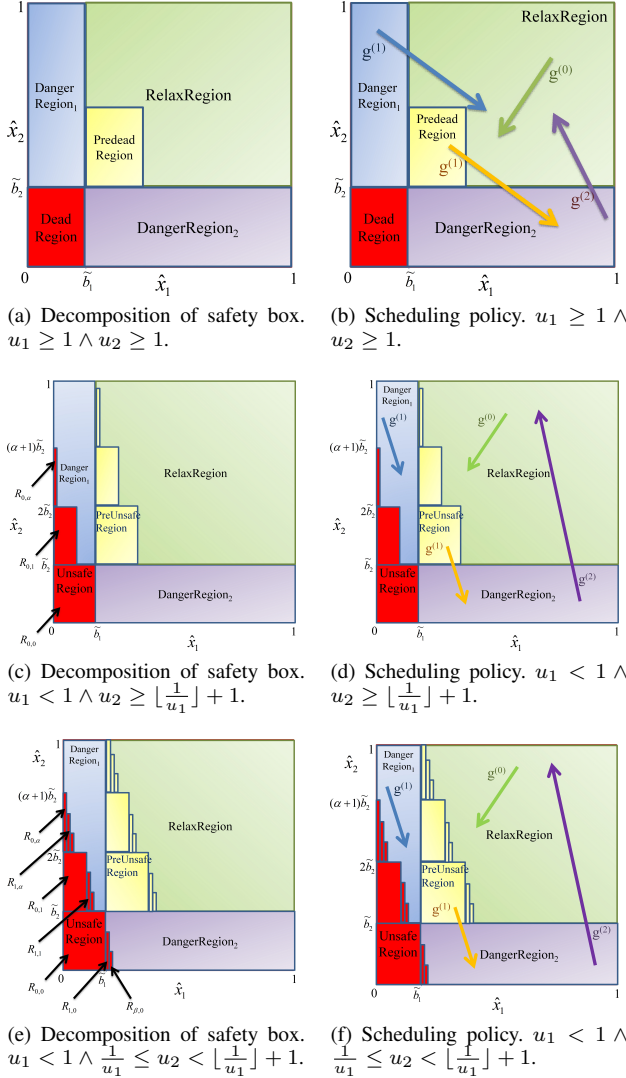 1
Danger
Region₁
RelaxRegion
x̂₂
Predead
Region
b̃₂
Dead
Region
DangerRegion₂
0
b̃₁
x̂₁
1
(a) Decomposition of safety box.
u₁ ≥ 1 ∧ u₂ ≥ 1.
1
RelaxRegion
g⁽¹⁾
g⁽⁰⁾
Danger
Region₁
x̂₂
Predead
Region
g⁽¹⁾
g⁽²⁾
b̃₂
Dead
Region
DangerRegion₂
0
b̃₁
x̂₁
1
(b) Scheduling policy. u₁ ≥ 1 ∧
u₂ ≥ 1.
1
(α+1)b̃₂
Danger
Region₁
RelaxRegion
R₀,α
2b̃₂
x̂₂
PreUnsafe
Region
R₀,₁
b̃₂
Unsafe
Region
DangerRegion₂
R₀,₀
b̃₁
x̂₁
1
(c) Decomposition of safety box.
u₁ < 1 ∧ u₂ ≥ ⌊1/u₁⌋ + 1.
1
Danger
Region₁
g⁽¹⁾
g⁽⁰⁾
(α+1)b̃₂
RelaxRegion
2b̃₂
x̂₂
PreUnsafe
Region
g⁽¹⁾
b̃₂
Unsafe
Region
g⁽²⁾
DangerRegion₂
b̃₁
x̂₁
1
(d) Scheduling policy. u₁ < 1 ∧
u₂ ≥ ⌊1/u₁⌋ + 1.
1
x̂₂
Danger
Region₁
(α+1)b̃₂
R₀,α
RelaxRegion
R₁,α
2b̃₂
PreUnsafe
Region
R₀,₁
b̃₂
Unsafe
Region
R₁,₁
DangerRegion₂
R₀,₀
b̃₁
x̂₁
1
R₁,₀
Rβ,₀
(e) Decomposition of safety box.
u₁ < 1 ∧ 1/u₁ ≤ u₂ < ⌊1/u₁⌋ + 1.
1
x̂₂
Danger
Region₁
g⁽¹⁾
g⁽⁰⁾
(α+1)b̃₂
RelaxRegion
2b̃₂
PreUnsafe
Region
g⁽¹⁾
b̃₂
Unsafe
Region
g⁽²⁾
DangerRegion₂
b̃₁
x̂₁
1
(f) Scheduling policy. u₁ < 1 ∧
1/u₁ ≤ u₂ < ⌊1/u₁⌋ + 1.